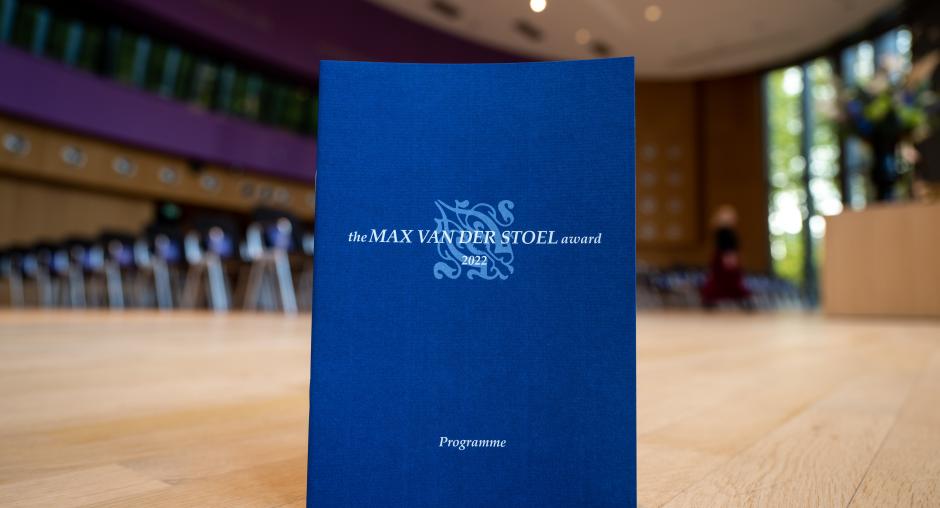 the MAX VAN DER STOEL award
2022
Programme